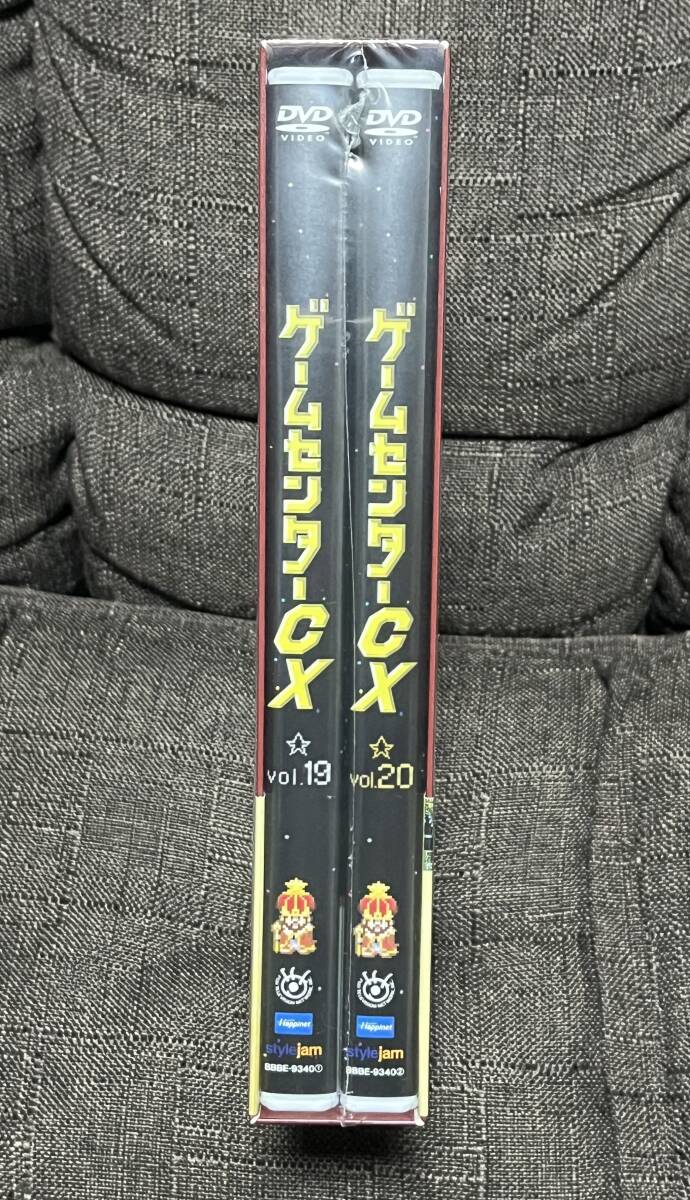 DVD
VIDEO
ゲームセンターCX
vol.19
Happinet
stylejam
BBBE-9340①
DVD
VIDEO
ゲームセンターCX
vol.20
Happinet
stylejam
BBBE-9340②